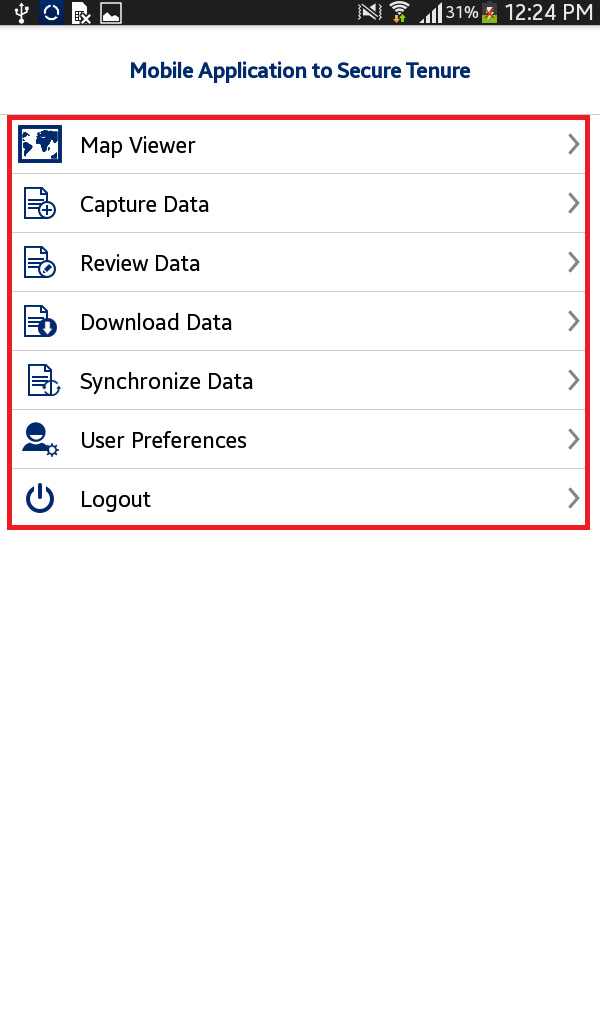 31% 12:24 PM
Mobile Application to Secure Tenure
Map Viewer
Capture Data
Review Data
Download Data
Synchronize Data
User Preferences
Logout